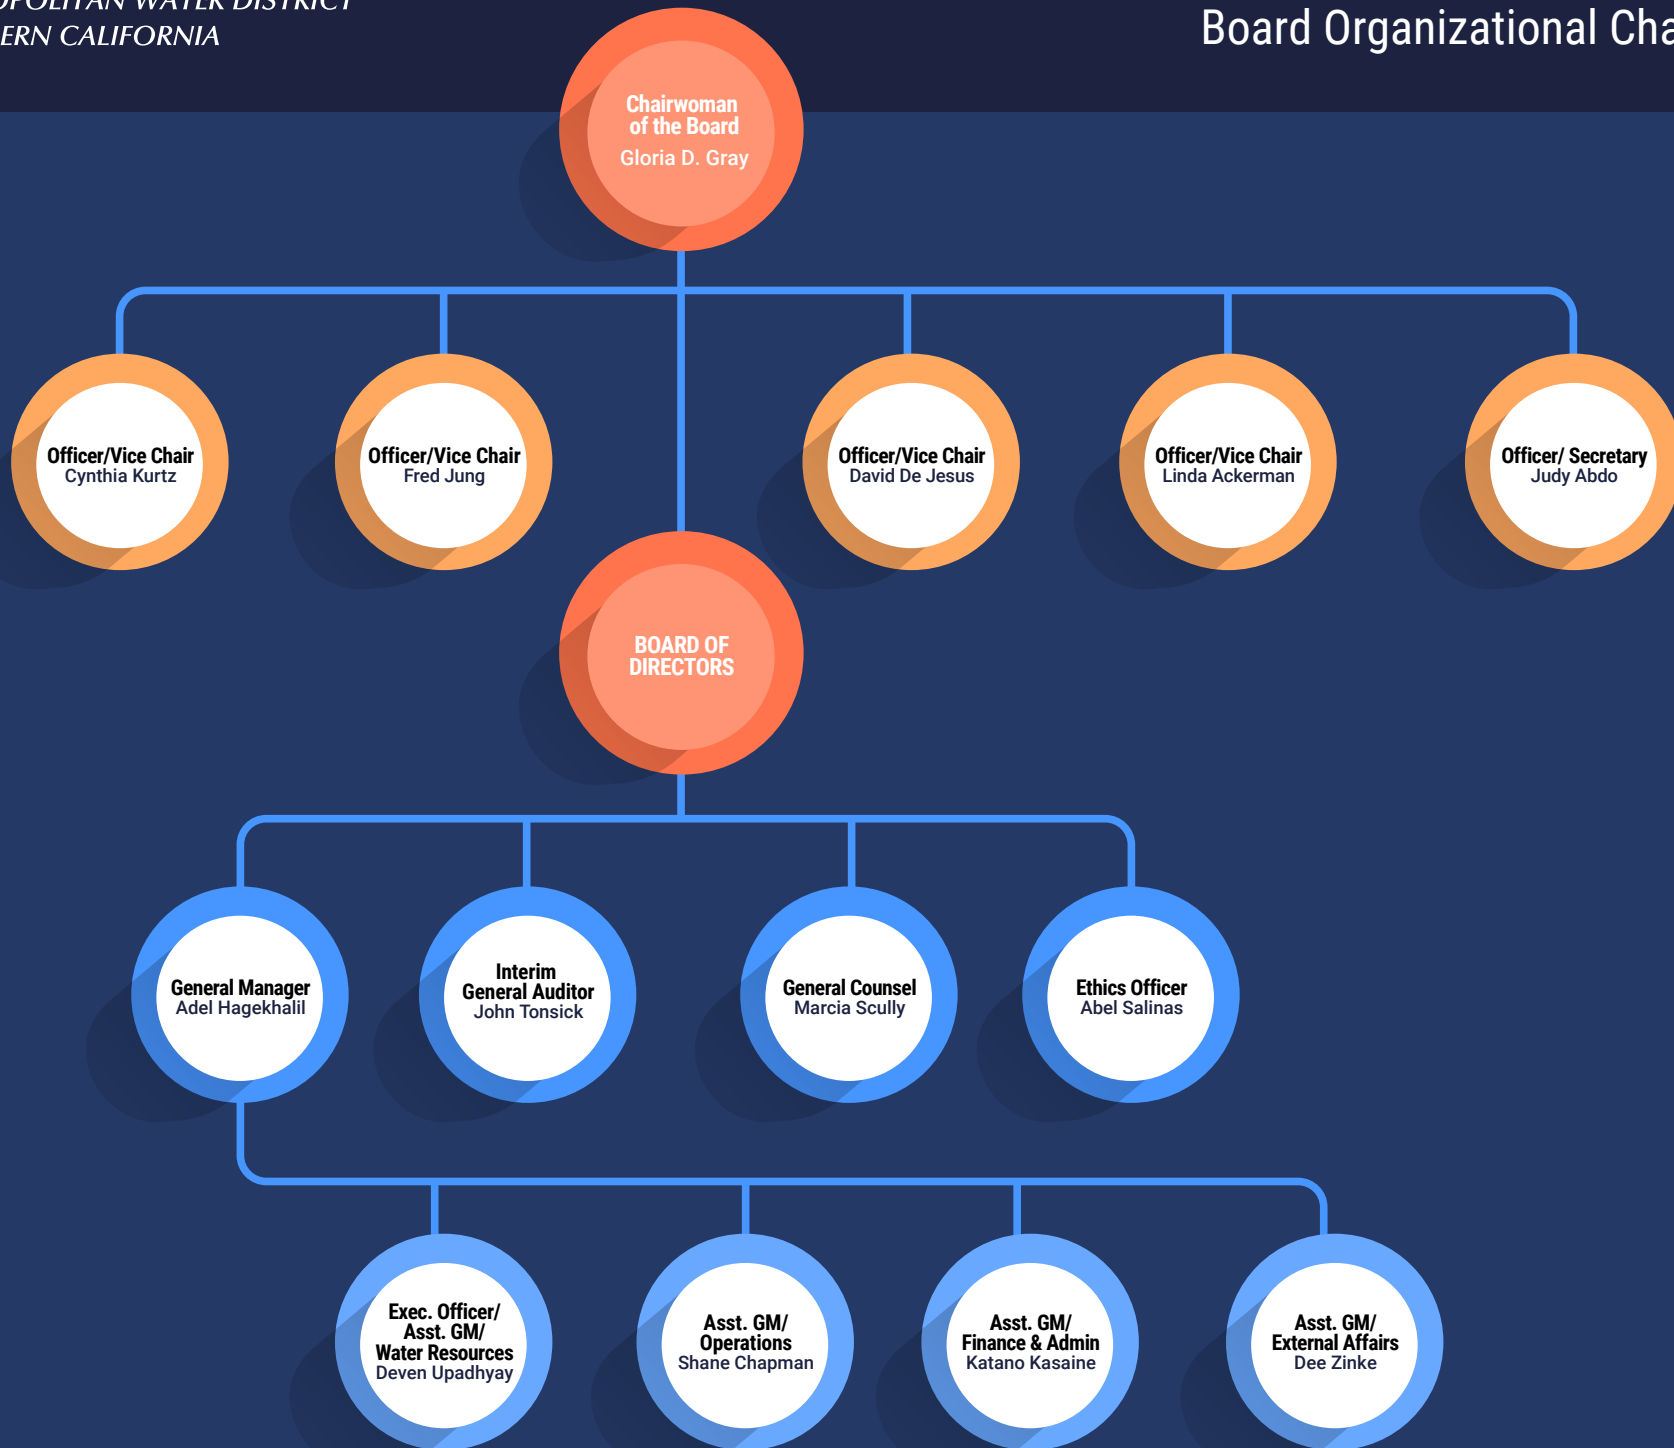 WATER DISTRICT
CALIFORNIA
Board Organizational
Chairwoman
of the Board
Gloria D. Gray
Officer/Vice Chair
Cynthia Kurtz
Officer/Vice Chair
Fred Jung
Officer/Vice Chair
David De Jesus
Officer/Vice Chair
Linda Ackerman
Officer/ Secretary
Judy Abdo
BOARD OF
DIRECTORS
General Manager
Adel Hagekhalil
Interim
General Auditor
John Tonsick
General Counsel
Marcia Scully
Ethics Officer
Abel Salinas
Exec. Officer/
Asst. GM/
Water Resources
Deven Upadhyay
Asst. GM/
Operations
Shane Chapman
Asst. GM/
Finance & Admin
Katano Kasaine
Asst. GM/
External Affairs
Dee Zinke